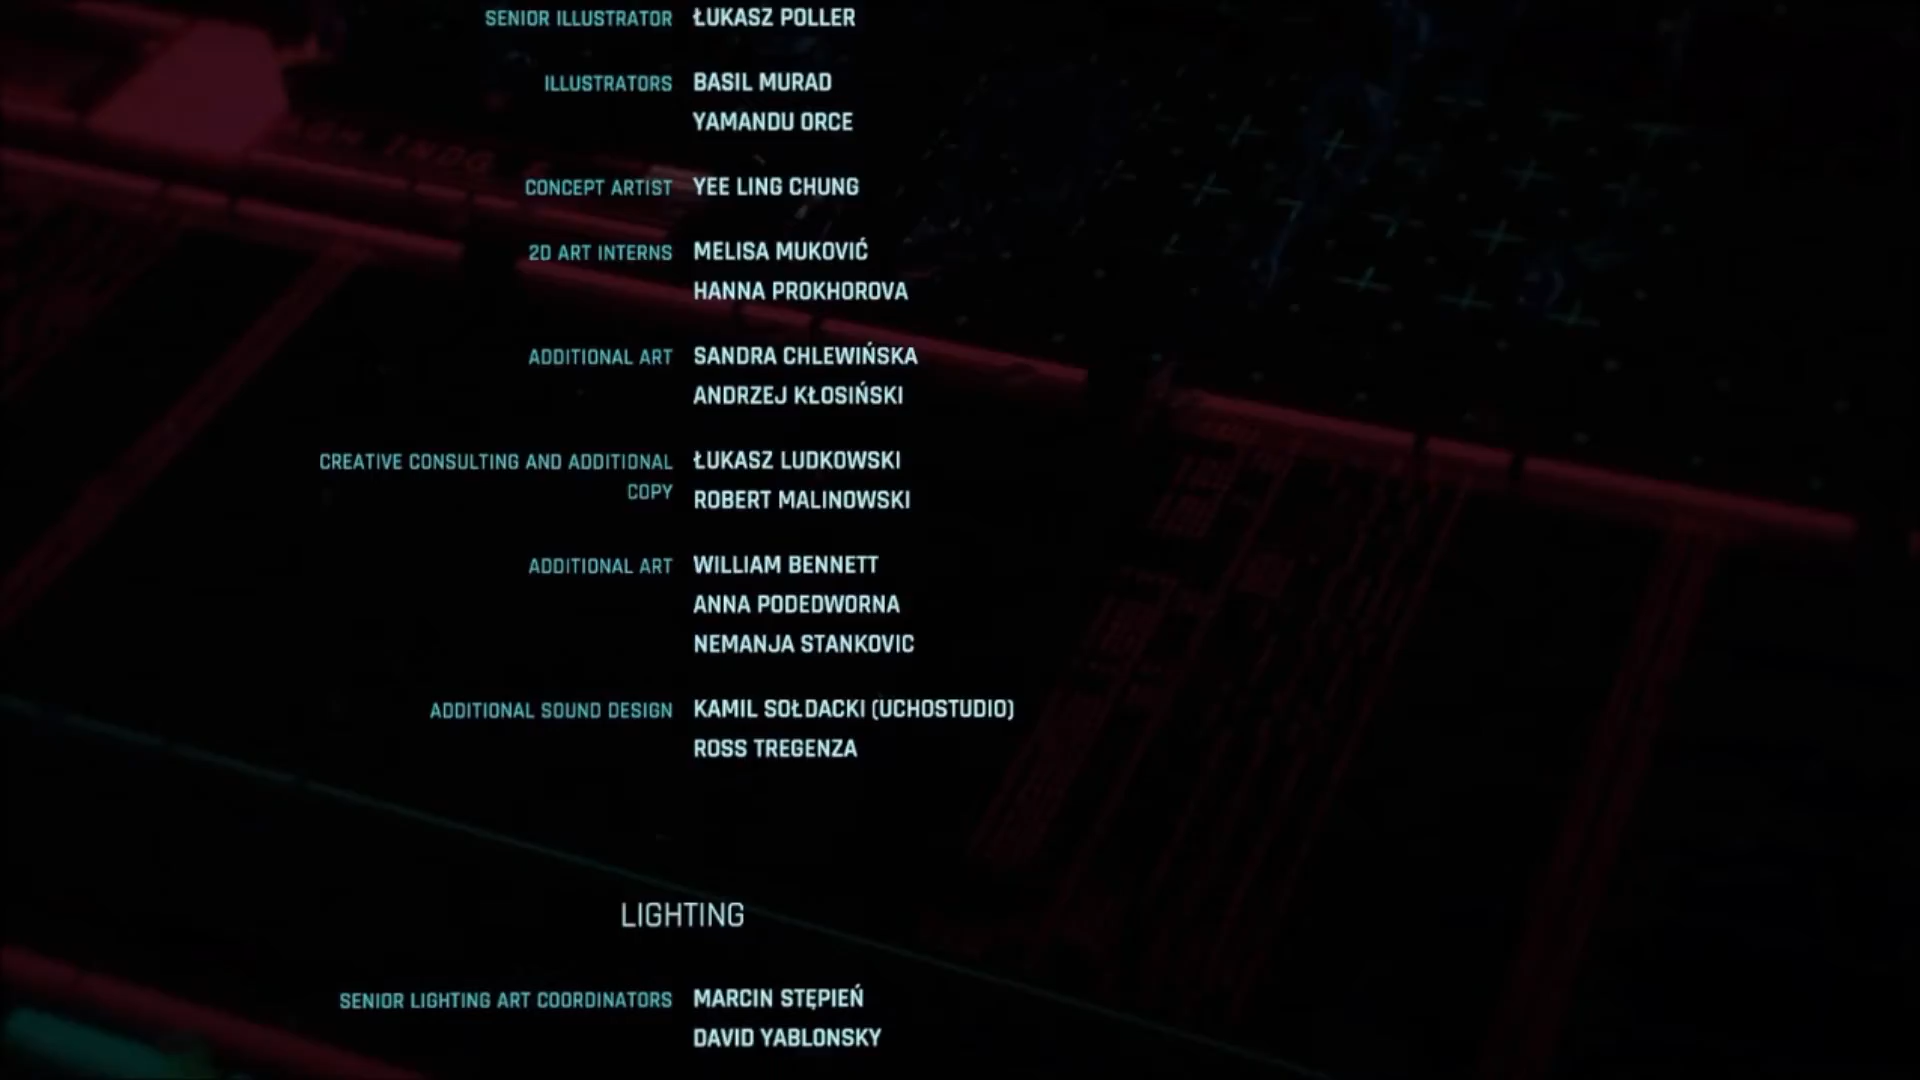 SENIOR ILLUSTRATOR ŁUKASZ POLLER
ILLUSTRATORS BASIL MURAD
YAMANDU ORCE
CONCEPT ARTIST YEE LING CHUNG
2D ART INTERNS MELISA MUKOVIĆ
HANNA PROKHOROVA
ADDITIONAL ART SANDRA CHLEWIŃSKA
ANDRZEJ KŁOSIŃSKI
CREATIVE CONSULTING AND ADDITIONAL ŁUKASZ LUDKOWSKI
COPY ROBERT MALINOWSKI
ADDITIONAL ART WILLIAM BENNETT
ANNA PODEDWORNA
NEMANJA STANKOVIC
ADDITIONAL SOUND DESIGN KAMIL SOŁDACKI (UCHOSTUDIO)
ROSS TREGENZA
LIGHTING
SENIOR LIGHTING ART COORDINATORS MARCIN STĘPIEŃ
DAVID YABLONSKY